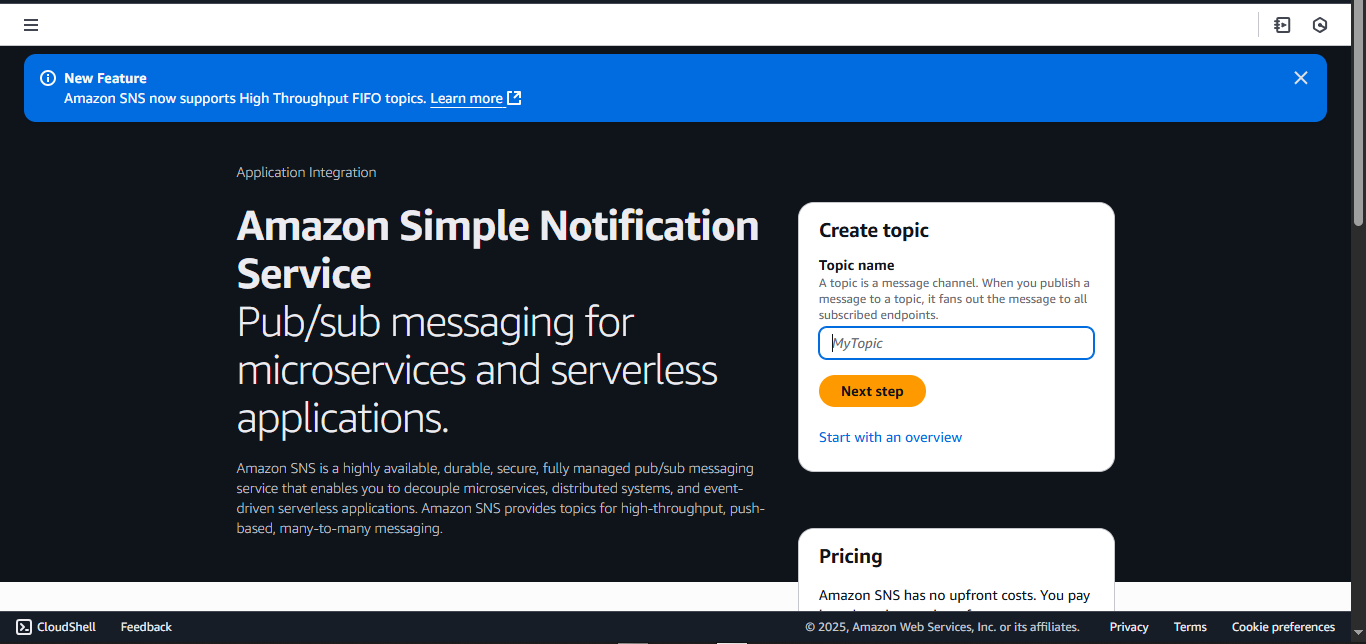 New Feature
Amazon SNS now supports High Throughput FIFO topics. Learn more
Application Integration
Amazon Simple Notification
Service
Pub/sub messaging for
microservices and serverless
applications.
Amazon SNS is a highly available, durable, secure, fully managed pub/sub messaging
service that enables you to decouple microservices, distributed systems, and event-
driven serverless applications. Amazon SNS provides topics for high-throughput, push-
based, many-to-many messaging.
Create topic
Topic name
A topic is a message channel. When you publish a
message to a topic, it fans out the message to all
subscribed endpoints.
MyTopic
Next step
Start with an overview
Pricing
Amazon SNS has no upfront costs. You pay
CloudShell
Feedback
© 2025, Amazon Web Services, Inc. or its affiliates.
Privacy
Terms
Cookie preferences